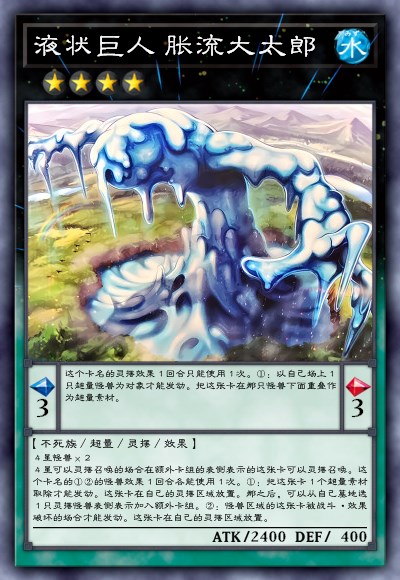 液状巨人 胀流大太郎
水
这个卡名的灵摆效果1回合只能使用1次。①：以自己场上1
只超量怪兽为对象才能发动。把这张卡在那只怪兽下面重叠作
为超量素材。
3
3
【不死族/超量/灵摆/效果】
4星怪兽×2
4星可以灵摆召唤的场合在额外卡组的表侧表示的这张卡可以灵摆召唤。这
个卡名的①②的怪兽效果1回合各能使用1次。①：把这张卡1个超量素材
取除才能发动。这张卡在自己的灵摆区域放置。那之后，可以从自己墓地选
1只灵摆怪兽表侧表示加入额外卡组。②：怪兽区域的这张卡被战斗·效果
破坏的场合才能发动。这张卡在自己的灵摆区域放置。
ATK/2400 DEF/ 400